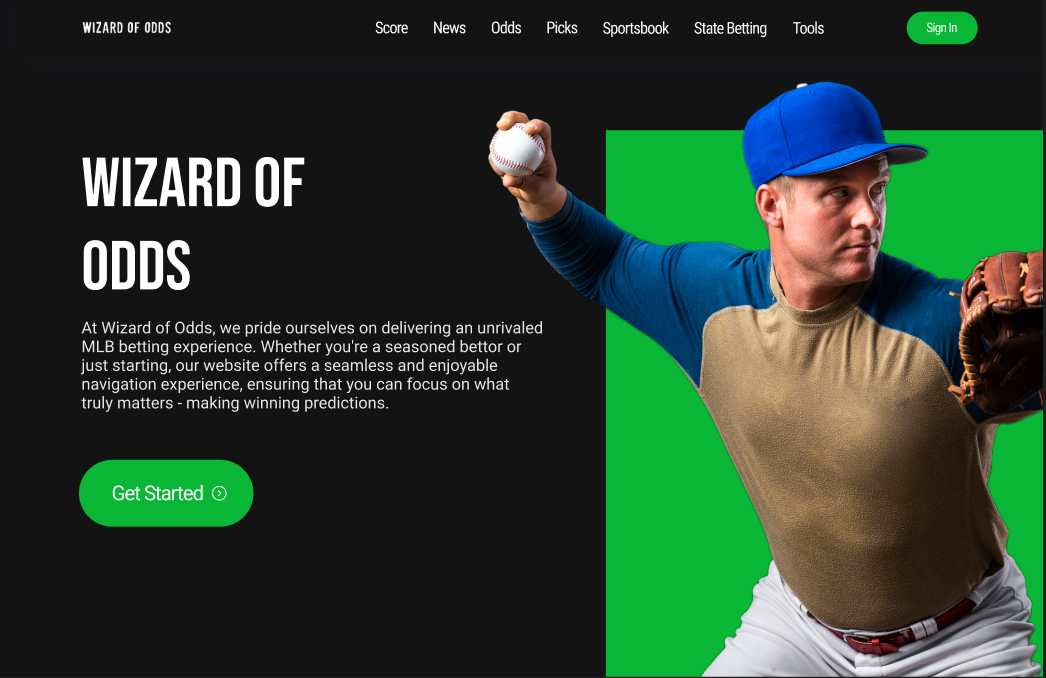 WIZARD OF ODDS
Score News Odds Picks Sportsbook State Betting Tools
Sign In
WIZARD OF
ODDS
At Wizard of Odds, we pride ourselves on delivering an unrivaled
MLB betting experience. Whether you're a seasoned bettor or
just starting, our website offers a seamless and enjoyable
navigation experience, ensuring that you can focus on what
truly matters - making winning predictions.
Get Started